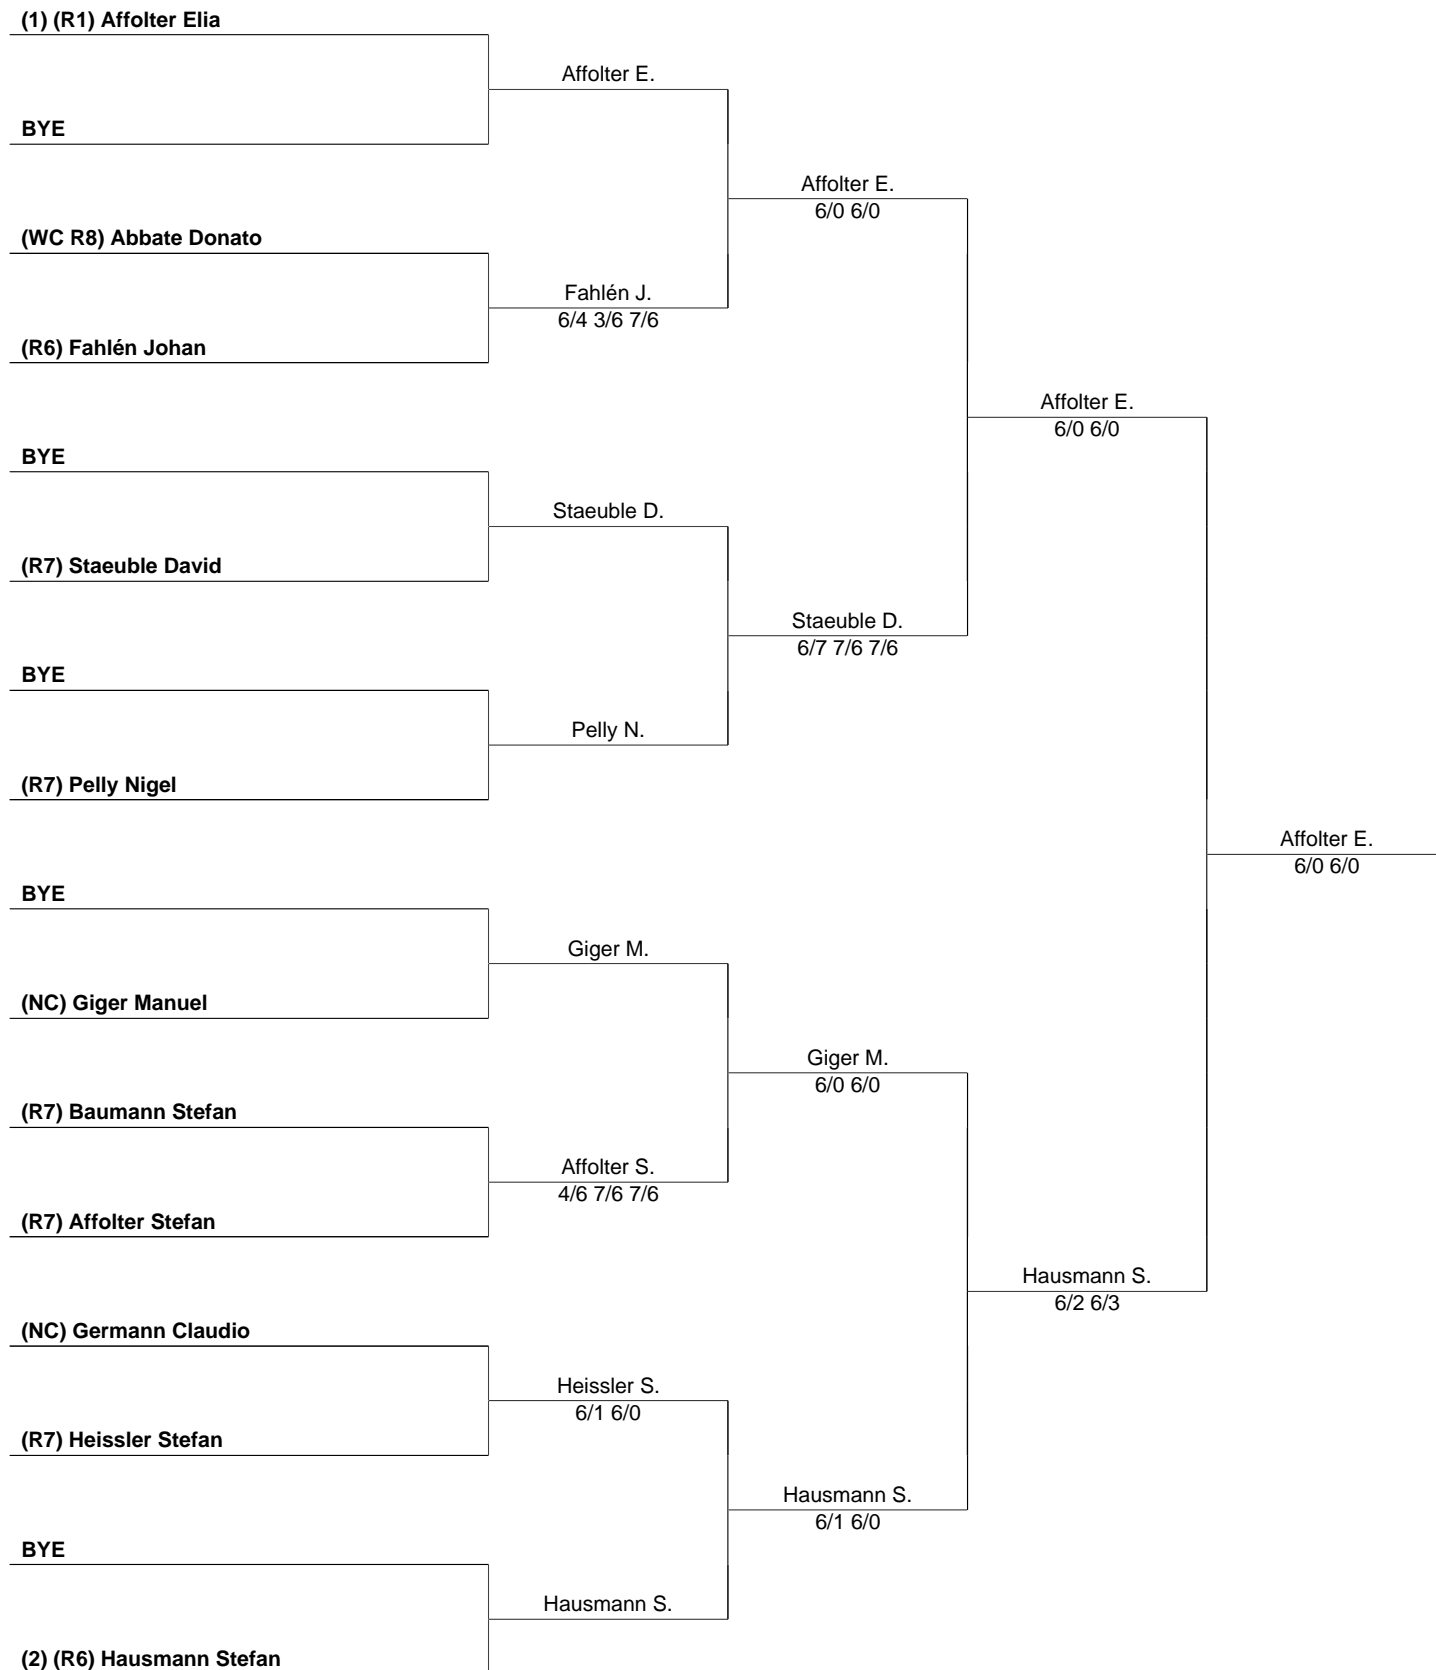 (1) (R1) Affolter Elia
Affolter E.
BYE
Affolter E.
6/0 6/0
(WC R8) Abbate Donato
Fahlén J.
6/4 3/6 7/6
(R6) Fahlén Johan
Affolter E.
6/0 6/0
BYE
Staeuble D.
(R7) Staeuble David
Staeuble D.
6/7 7/6 7/6
BYE
Pelly N.
(R7) Pelly Nigel
Affolter E.
6/0 6/0
BYE
Giger M.
(NC) Giger Manuel
Giger M.
6/0 6/0
(R7) Baumann Stefan
Affolter S.
4/6 7/6 7/6
(R7) Affolter Stefan
Hausmann S.
6/2 6/3
(NC) Germann Claudio
Heissler S.
6/1 6/0
(R7) Heissler Stefan
Hausmann S.
6/1 6/0
BYE
Hausmann S.
(2) (R6) Hausmann Stefan